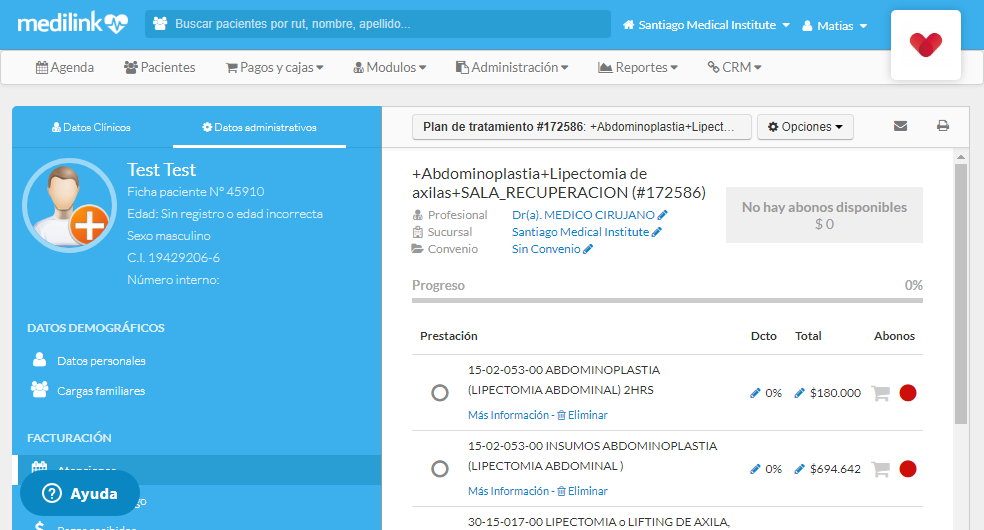 medilink
Buscar pacientes por rut, nombre, apellido...
Santiago Medical Institute
Matias
Agenda
Pacientes
Pagos y cajas
Modulos
Administración
Reportes
CRM
Datos Clínicos
Datos administrativos
Test Test
Ficha paciente N° 45910
Edad: Sin registro o edad incorrecta
Sexo masculino
C.I. 19429206-6
Número interno:
DATOS DEMOGRÁFICOS
Datos personales
Cargas familiares
FACTURACIÓN
Atenciones
Ayuda
Pagos recibidos
Plan de tratamiento #172586: +Abdominoplastia+Lipect...
Opciones
+Abdominoplastia+Lipectomia de
axilas+SALA_RECUPERACION (#172586)
Profesional Dr(a). MEDICO CIRUJANO
Sucursal Santiago Medical Institute
Convenio Sin Convenio
No hay abonos disponibles
$ 0
Progreso 0%
Prestación Dcto Total Abonos
15-02-053-00 ABDOMINOPLASTIA
(LIPECTOMIA ABDOMINAL) 2HRS
0% $180.000
Más Información - Eliminar
15-02-053-00 INSUMOS ABDOMINOPLASTIA
(LIPECTOMIA ABDOMINAL )
0% $694.642
Más Información - Eliminar
30-15-017-00 LIPECTOMIA o LIFTING DE AXILA,